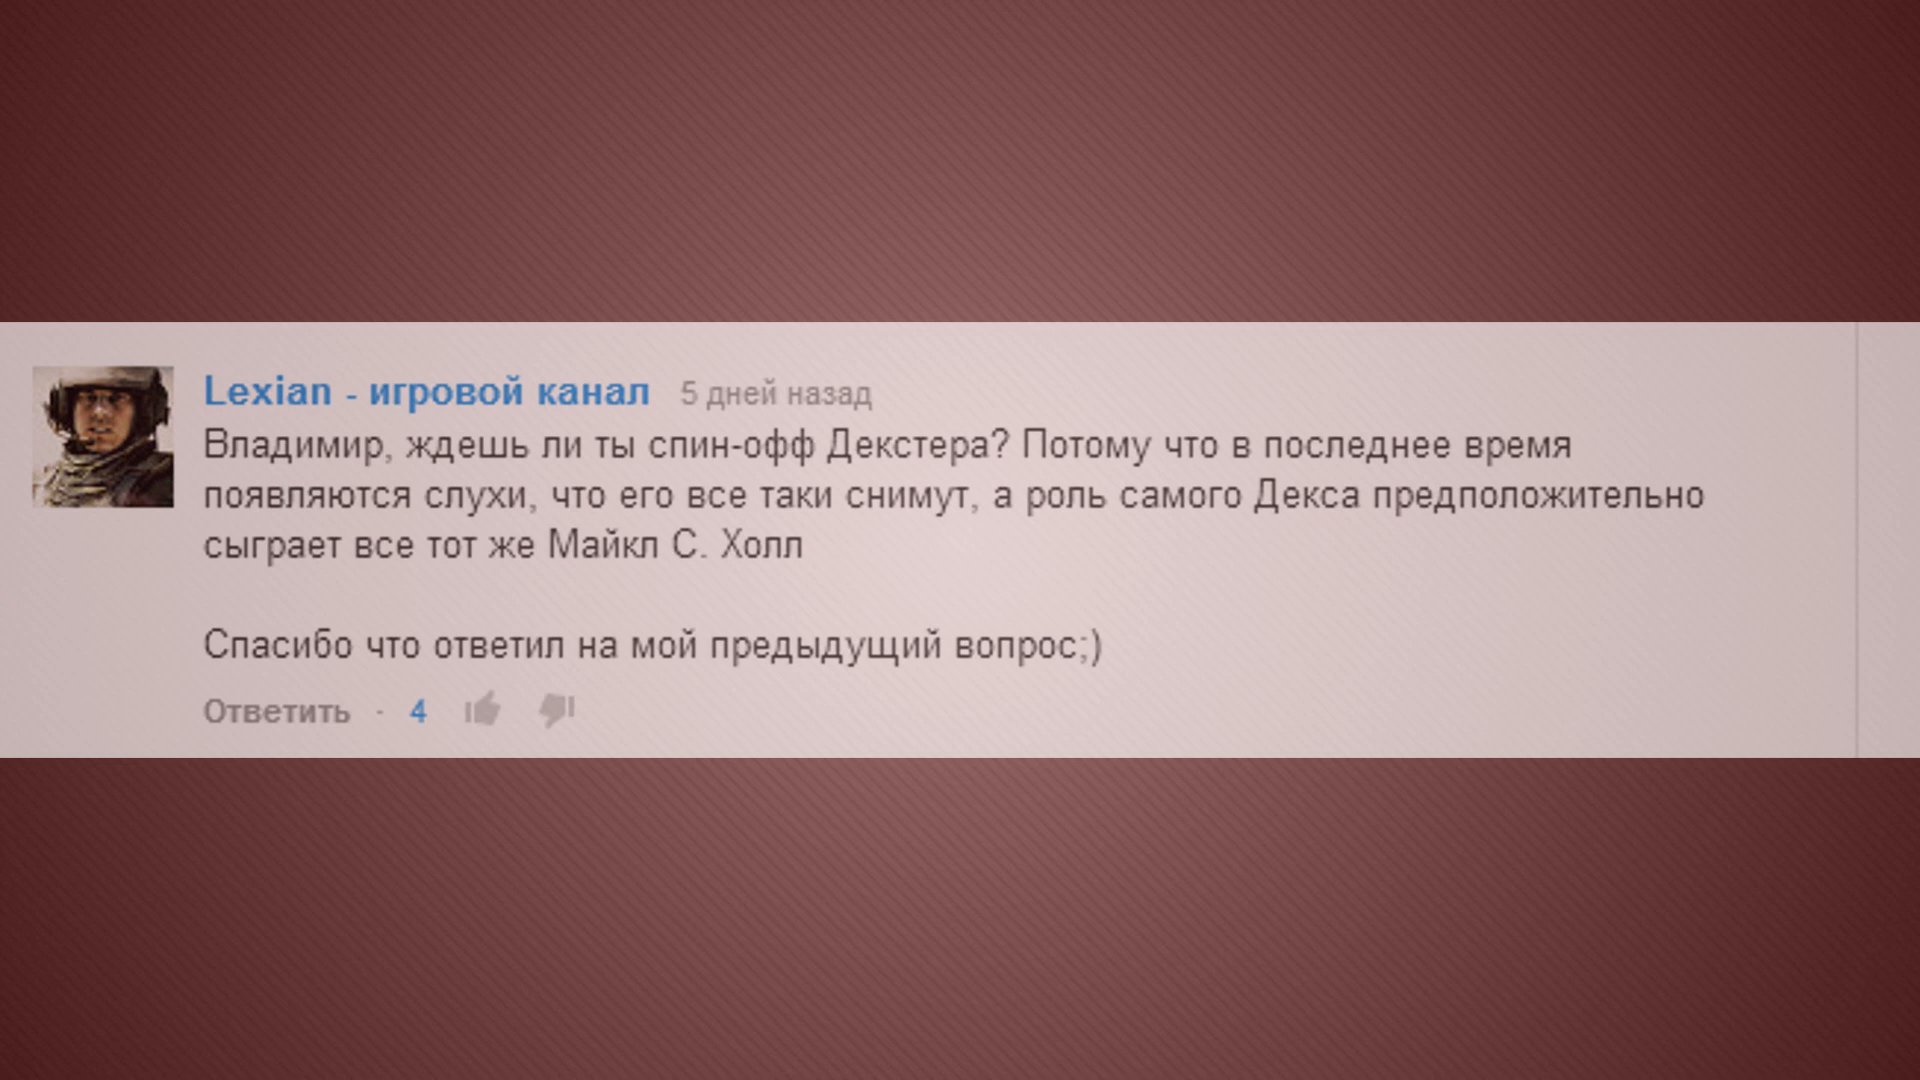 Lexian - игровой канал 5 дней назад
Владимир, ждешь ли ты спин-офф Декстера? Потому что в последнее время
появляются слухи, что его все таки снимут, а роль самого Декса предположительно
сыграет все тот же Майкл С. Холл
Спасибо что ответил на мой предыдущий вопрос;)
Ответить · 4